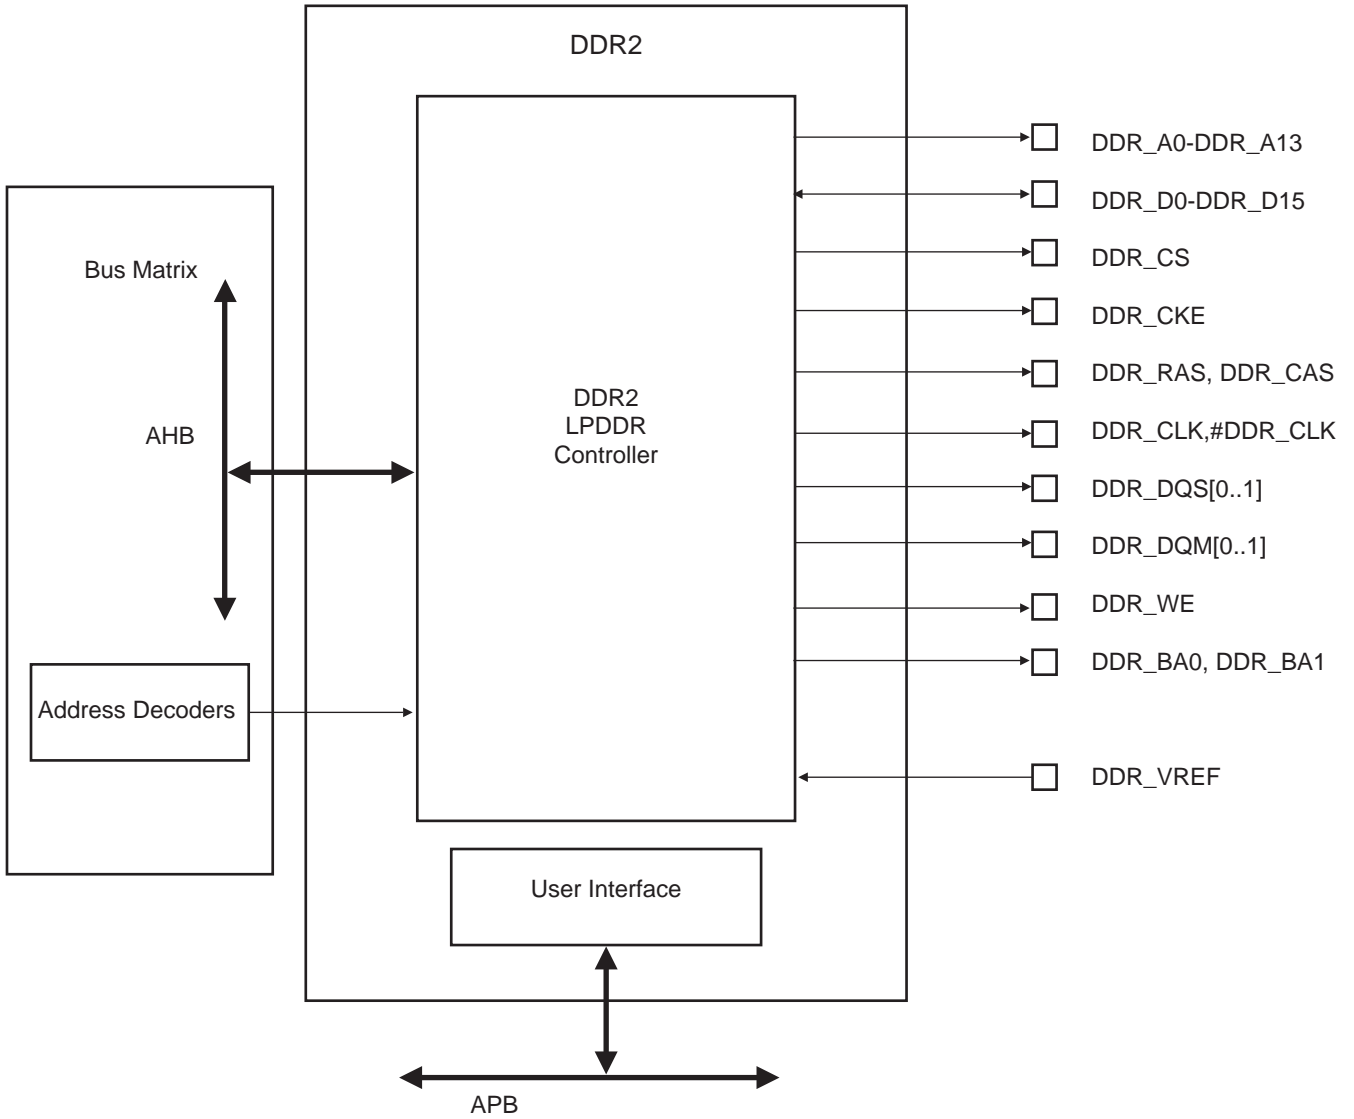 DDR2
Bus Matrix
AHB
Address Decoders
DDR2
LPDDR
Controller
User Interface
APB
DDR_A0-DDR_A13
DDR_D0-DDR_D15
DDR_CS
DDR_CKE
DDR_RAS, DDR_CAS
DDR_CLK,#DDR_CLK
DDR_DQS[0..1]
DDR_DQM[0..1]
DDR_WE
DDR_BA0, DDR_BA1
DDR_VREF